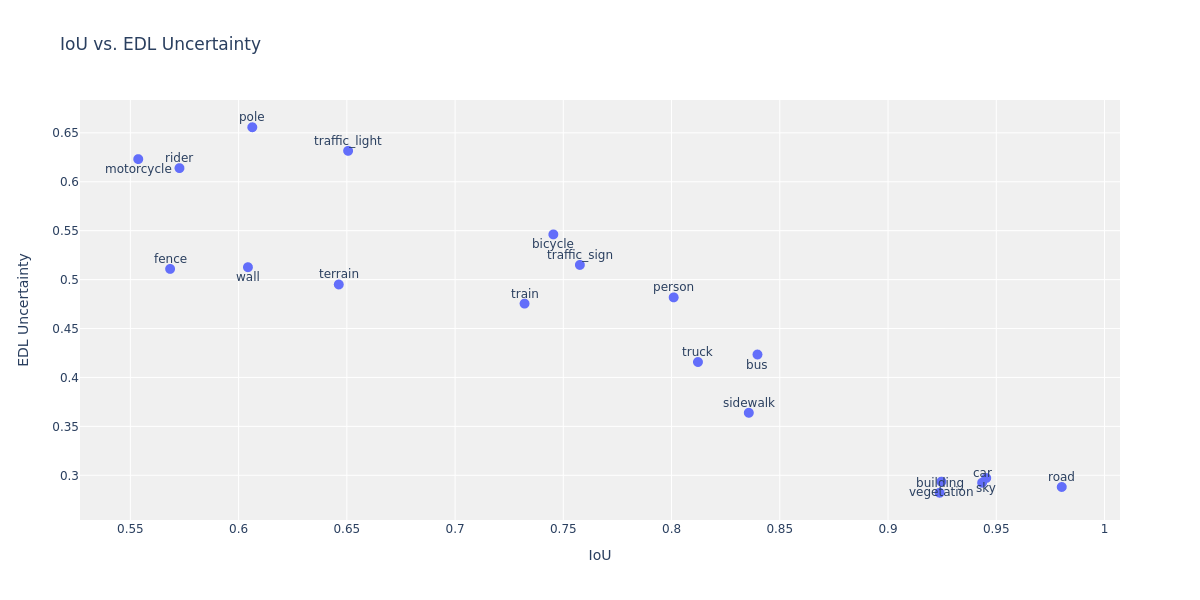 IoU vs. EDL Uncertainty
EDL Uncertainty
0.65
0.6
0.55
0.5
0.45
0.4
0.35
0.3
pole
traffic_light
rider
motorcycle
bicycle
traffic_sign
fence
wall
terrain
train
person
truck
bus
sidewalk
car
road
building
sky
vegetation
0.55
0.6
0.65
0.7
0.75
0.8
0.85
0.9
0.95
1
IoU